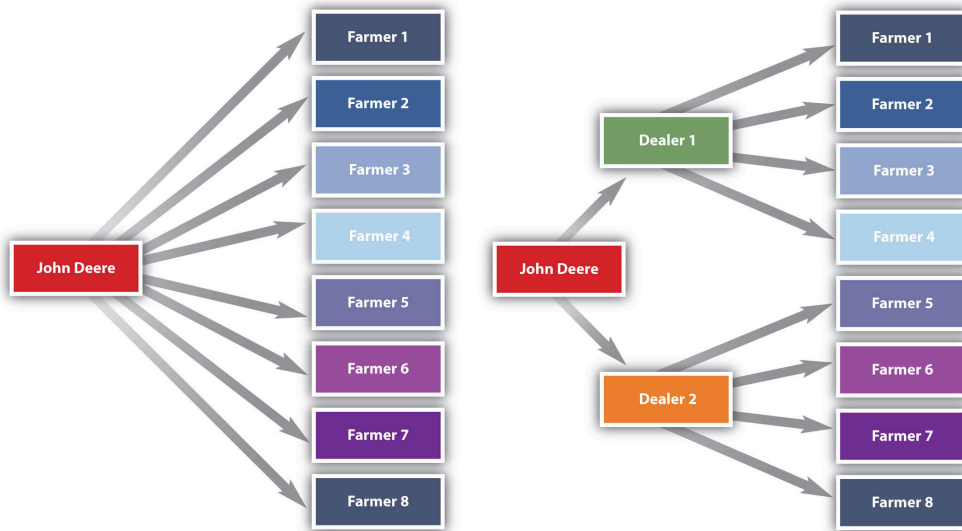 Farmer 1
Farmer 2
Farmer 3
Farmer 4
John Deere
Farmer 5
Farmer 6
Farmer 7
Farmer 8
Farmer 1
Farmer 2
Dealer 1
Farmer 3
Farmer 4
John Deere
Farmer 5
Farmer 6
Dealer 2
Farmer 7
Farmer 8